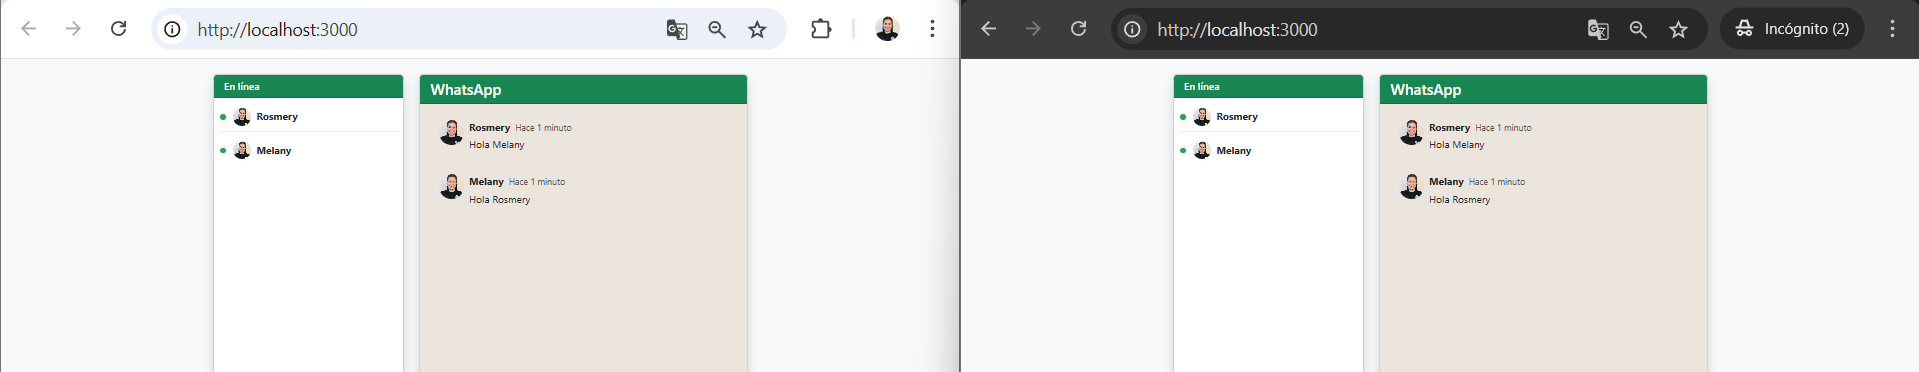 http://localhost:3000
En línea
Rosmery
Melany
WhatsApp
Rosmery Hace 1 minuto
Hola Melany
Melany Hace 1 minuto
Hola Rosmery
http://localhost:3000
Incógnito (2)
En línea
Rosmery
Melany
WhatsApp
Rosmery Hace 1 minuto
Hola Melany
Melany Hace 1 minuto
Hola Rosmery